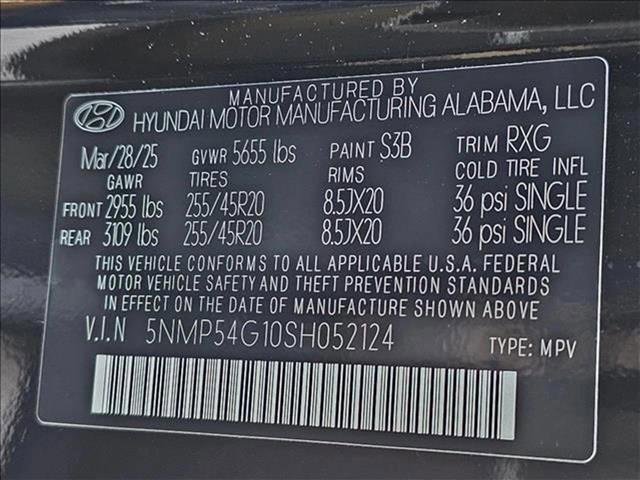 MANUFACTURED BY
HYUNDAI MOTOR MANUFACTURING ALABAMA, LLC
Mar/28/25 GVWR 5655 lbs PAINT S3B TRIM RXG
GAWR TIRES RIMS COLD TIRE INFL
FRONT 2955 lbs 255/45R20 8.5JX20 36 psi SINGLE
REAR 3109 lbs 255/45R20 8.5JX20 36 psi SINGLE
THIS VEHICLE CONFORMS TO ALL APPLICABLE U.S.A. FEDERAL
MOTOR VEHICLE SAFETY AND THEFT PREVENTION STANDARDS
IN EFFECT ON THE DATE OF MANUFACTURE SHOWN ABOVE.
V.I.N 5NMP54G10SH052124 TYPE: MPV